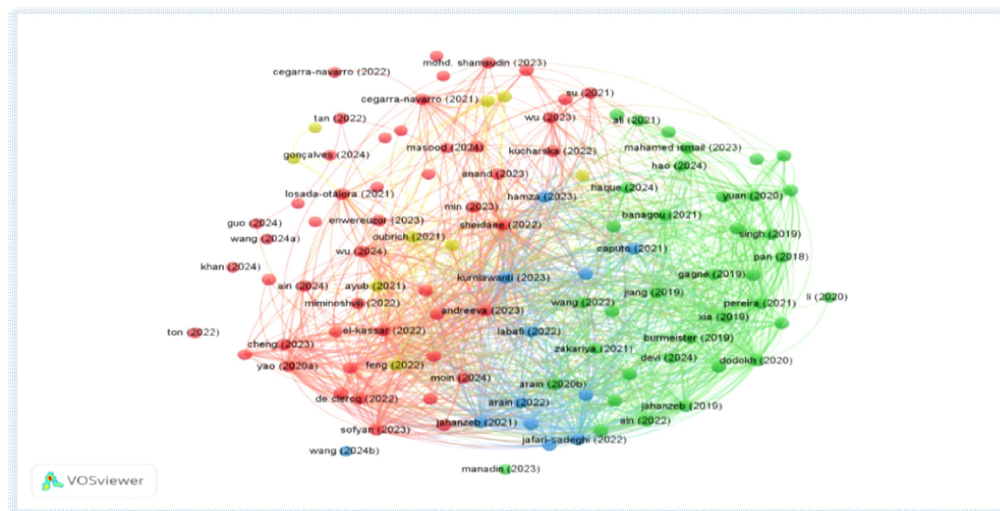 mohd. shamsudin (2023)
cegarra-navarro (2022)
su (2021)
cegarra-navarro (2021)
tan (2022)
wu (2023)
ali (2021)
masood (2024)
kucharska (2022)
mahamed ismail (2023)
gonçalves (2024)
hao (2024)
anand (2023)
haque (2024)
losada-otálora (2021)
hamza (2023)
yuan (2020)
min (2023)
guo (2024)
enwereuzor (2023)
sheidaee (2022)
banagou (2021)
wang (2024a)
oubrich (2021)
singh (2019)
wu (2024)
caputo (2021)
pan (2018)
khan (2024)
kurniawanti (2023)
gagne (2019)
ain (2024)
ayub (2021)
jiang (2019)
li (2020)
miminoshvili (2022)
andreeva (2023)
wang (2022)
pereira (2021)
xia (2019)
ton (2022)
el-kassar (2022)
labafi (2022)
burmeister (2019)
cheng (2023)
zakariya (2021)
devi (2024)
dodokh (2020)
yao (2020a)
feng (2022)
moin (2024)
arain (2020b)
de clercq (2022)
arain (2022)
jahanzeb (2019)
sofyan (2023)
jahanzeb (2021)
ain (2022)
jafari-sadeghi (2022)
wang (2024b)
manadin (2023)
VOSviewer